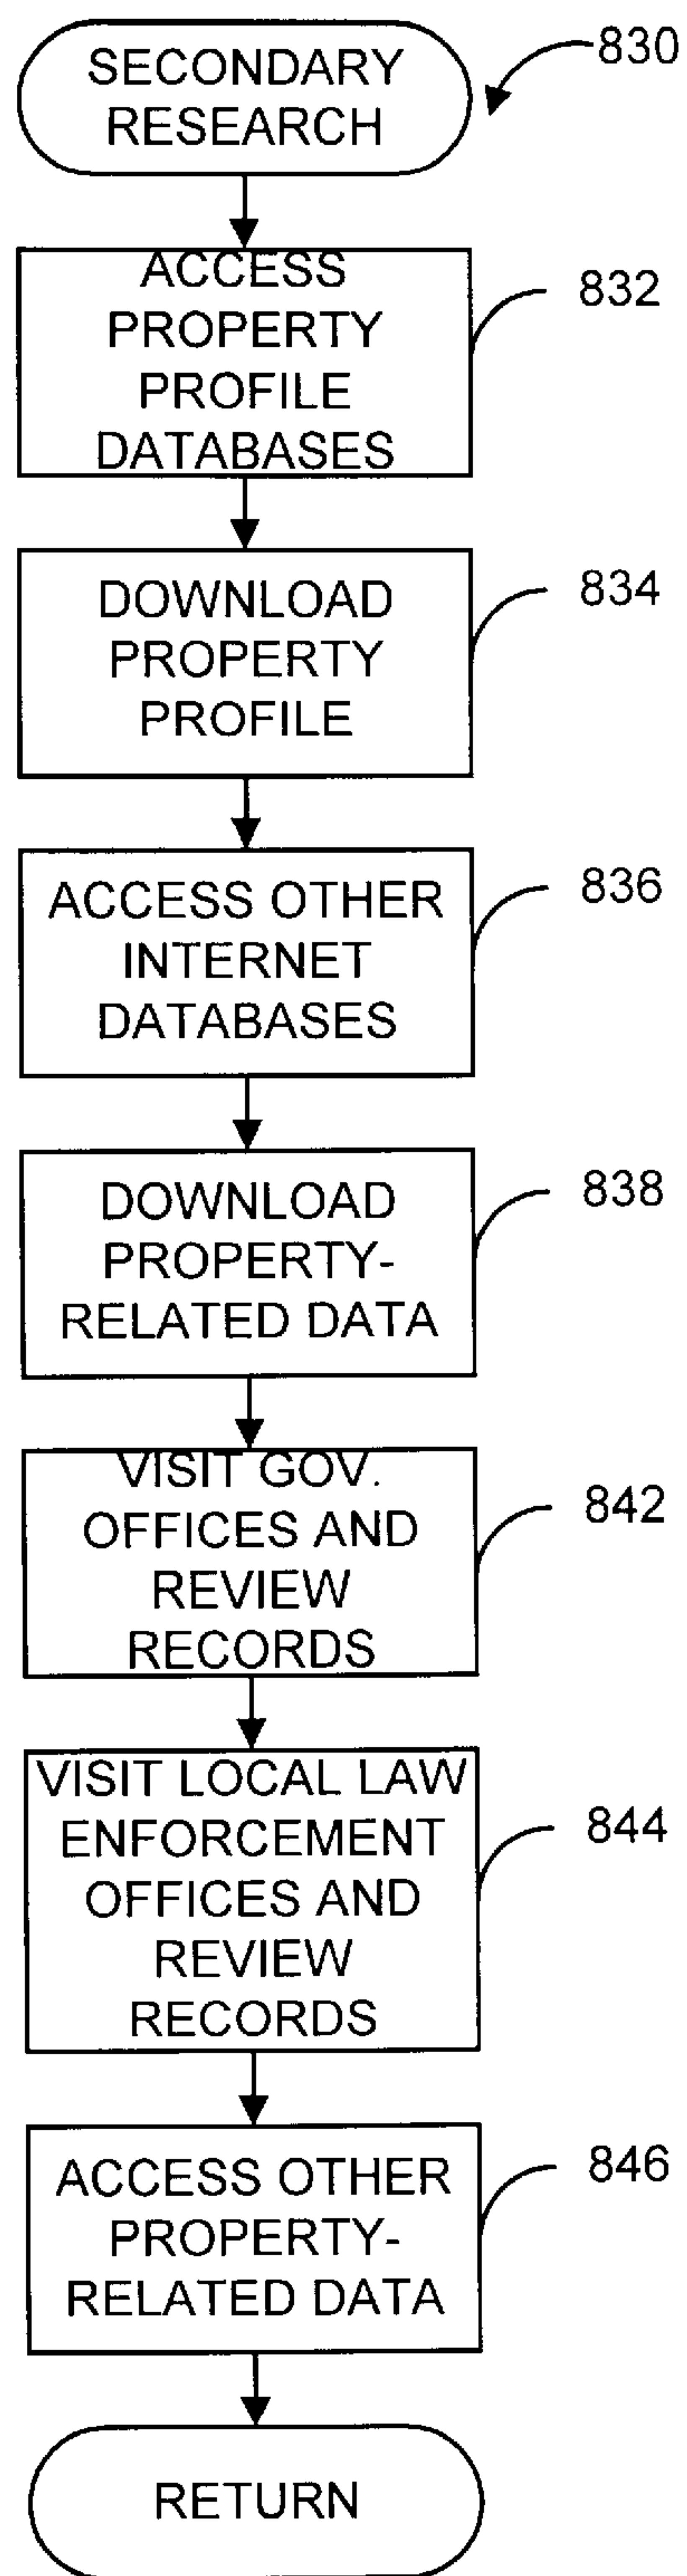 SECONDARY
RESEARCH
830
ACCESS
PROPERTY
PROFILE
DATABASES
832
DOWNLOAD
PROPERTY
PROFILE
834
ACCESS OTHER
INTERNET
DATABASES
836
DOWNLOAD
PROPERTY-
RELATED DATA
838
VISIT GOV.
OFFICES AND
REVIEW
RECORDS
842
VISIT LOCAL LAW
ENFORCEMENT
OFFICES AND
REVIEW
RECORDS
844
ACCESS OTHER
PROPERTY-
RELATED DATA
846
RETURN